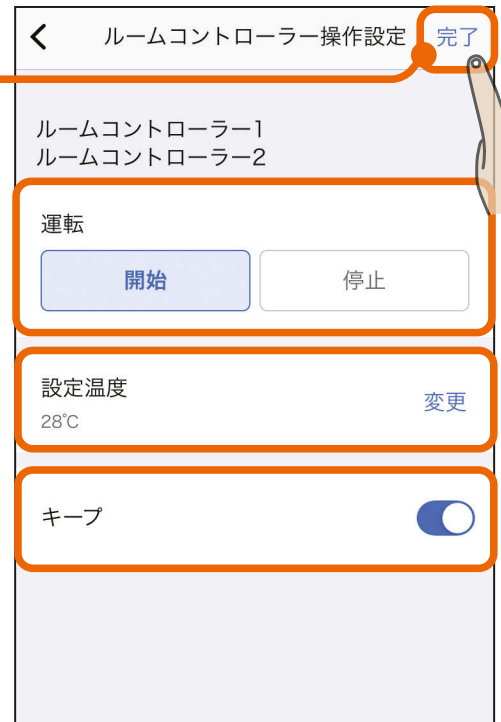 ルームコントローラー操作設定 完了
ルームコントローラー1
ルームコントローラー2
運転
開始 停止
設定温度
28℃ 変更
キープ